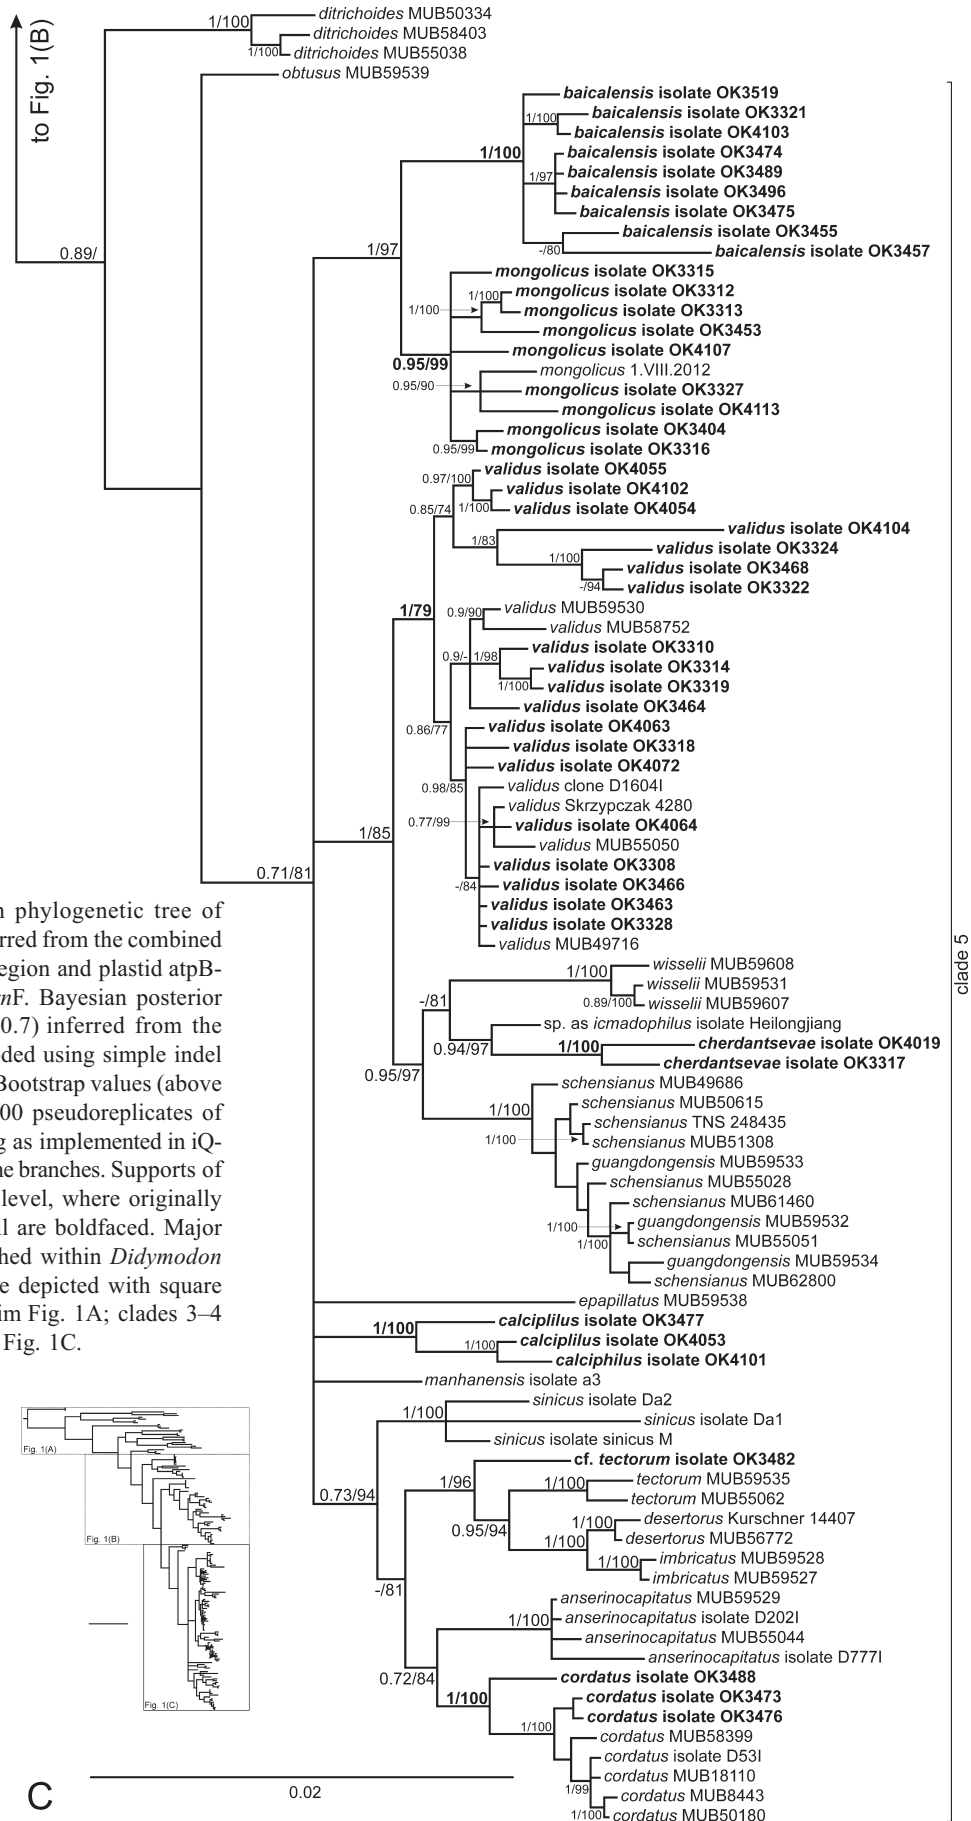 to Fig. 1(B)
1/100
ditrichoides MUB50334
ditrichoides MUB58403
1/100
ditrichoides MUB55038
obtusus MUB59539
0.89/
baicalensis isolate OK3519
1/100
baicalensis isolate OK3321
baicalensis isolate OK4103
1/100
baicalensis isolate OK3474
1/97
baicalensis isolate OK3489
baicalensis isolate OK3496
baicalensis isolate OK3475
baicalensis isolate OK3455
-/80
baicalensis isolate OK3457
1/97
mongolicus isolate OK3315
1/100
mongolicus isolate OK3312
1/100
mongolicus isolate OK3313
mongolicus isolate OK3453
mongolicus isolate OK4107
0.95/99
mongolicus 1.VIII.2012
0.95/90
mongolicus isolate OK3327
mongolicus isolate OK4113
mongolicus isolate OK3404
0.95/99
mongolicus isolate OK3316
validus isolate OK4055
0.97/100
validus isolate OK4102
1/100
validus isolate OK4054
0.85/74
validus isolate OK4104
1/83
validus isolate OK3324
1/100
validus isolate OK3468
-/94
validus isolate OK3322
1/79
validus MUB59530
0.9/90
validus MUB58752
validus isolate OK3310
0.9/-
1/98
validus isolate OK3314
1/100
validus isolate OK3319
validus isolate OK3464
0.86/77
validus isolate OK4063
validus isolate OK3318
validus isolate OK4072
0.98/85
validus clone D1604I
validus Skrzypczak 4280
0.77/99
validus isolate OK4064
validus MUB55050
1/85
validus isolate OK3308
-/84
validus isolate OK3466
validus isolate OK3463
validus isolate OK3328
validus MUB49716
0.71/81
clade 5
wisselii MUB59608
1/100
wisselii MUB59531
0.89/100
wisselii MUB59607
-/81
sp. as icmadophilus isolate Heilongjiang
0.94/97
cherdantsevae isolate OK4019
1/100
cherdantsevae isolate OK3317
0.95/97
schensianus MUB49686
1/100
schensianus MUB50615
schensianus TNS 248435
1/100
schensianus MUB51308
guangdongensis MUB59533
schensianus MUB55028
schensianus MUB61460
1/100
guangdongensis MUB59532
1/100
schensianus MUB55051
guangdongensis MUB59534
schensianus MUB62800
epapillatus MUB59538
1/100
calciplilus isolate OK3477
1/100
calciplilus isolate OK4053
calciphilus isolate OK4101
manhanensis isolate a3
sinicus isolate Da2
1/100
sinicus isolate Da1
sinicus isolate sinicus M
0.73/94
cf. tectorum isolate OK3482
1/96
1/100
tectorum MUB59535
tectorum MUB55062
0.95/94
desertorus Kurschner 14407
1/100
desertorus MUB56772
1/100
imbricatus MUB59528
1/100
imbricatus MUB59527
-/81
anserinocapitatus MUB59529
1/100
anserinocapitatus isolate D202I
anserinocapitatus MUB55044
anserinocapitatus isolate D777I
0.72/84
cordatus isolate OK3488
1/100
cordatus isolate OK3473
cordatus isolate OK3476
1/100
cordatus MUB58399
cordatus isolate D53I
cordatus MUB18110
1/99
cordatus MUB8443
1/100
cordatus MUB50180
phylogenetic tree of
from the combined
and plastid atpB-
Bayesian posterior
0.7) inferred from the
using simple indel
Bootstrap values (above
pseudoreplicates of
as implemented in iQ-
branches. Supports of
level, where originally
are boldfaced. Major
within Didymodon
depicted with square
Fig. 1A; clades 3–4
Fig. 1C.
Fig. 1(A)
Fig. 1(B)
Fig. 1(C)
C
0.02